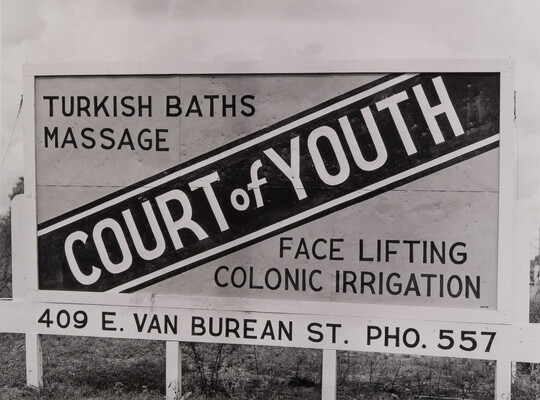 TURKISH BATHS
MASSAGE
COURT of YOUTH
FACE LIFTING
COLONIC IRRIGATION
409 E. VAN BUREAN ST. PHO. 557